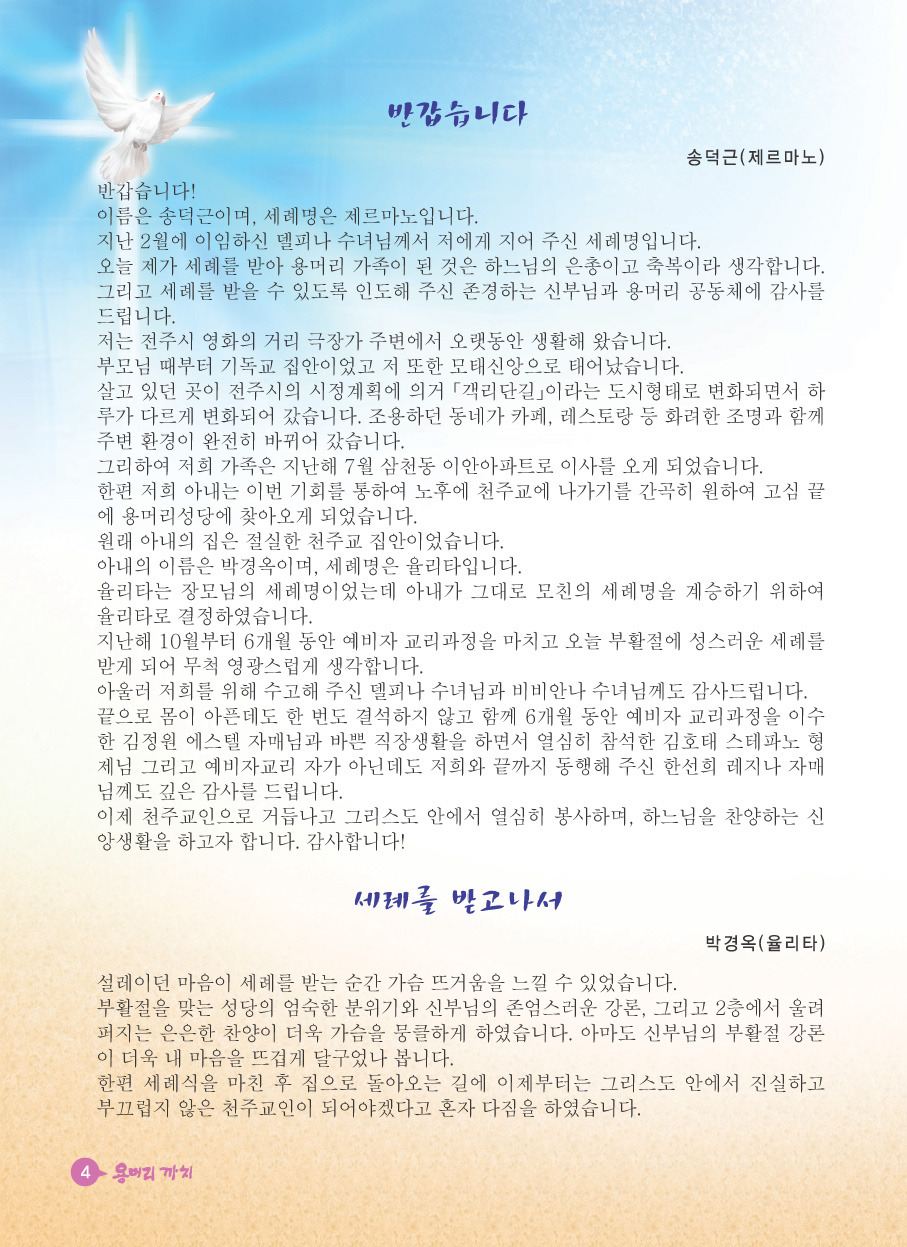 반갑습니다
송덕근(제르마노)
반갑습니다!
이름은 송덕근이며, 세례명은 제르마노입니다.
지난 2월에 이임하신 델피나 수녀님께서 저에게 지어 주신 세례명입니다.
오늘 제가 세례를 받아 용머리 가족이 된 것은 하느님의 은총이고 축복이라 생각합니다.
그리고 세례를 받을 수 있도록 인도해 주신 존경하는 신부님과 용머리 공동체에 감사를
드립니다.
저는 전주시 영화의 거리 극장가 주변에서 오랫동안 생활해 왔습니다.
부모님 때부터 기독교 집안이었고 저 또한 모태신앙으로 태어났습니다.
살고 있던 곳이 전주시의 시정계획에 의거 「객리단길」이라는 도시형태로 변화되면서 하
루가 다르게 변화되어 갔습니다. 조용하던 동네가 카페, 레스토랑 등 화려한 조명과 함께
주변 환경이 완전히 바뀌어 갔습니다.
그리하여 저희 가족은 지난해 7월 삼천동 이안아파트로 이사를 오게 되었습니다.
한편 저희 아내는 이번 기회를 통하여 노후에 천주교에 나가기를 간곡히 원하여 고심 끝
에 용머리성당에 찾아오게 되었습니다.
원래 아내의 집은 절실한 천주교 집안이었습니다.
아내의 이름은 박경옥이며, 세례명은 율리타입니다.
율리타는 장모님의 세례명이었는데 아내가 그대로 모친의 세례명을 계승하기 위하여
율리타로 결정하였습니다.
지난해 10월부터 6개월 동안 예비자 교리과정을 마치고 오늘 부활절에 성스러운 세례를
받게 되어 무척 영광스럽게 생각합니다.
아울러 저희를 위해 수고해 주신 델피나 수녀님과 비비안나 수녀님께도 감사드립니다.
끝으로 몸이 아픈데도 한 번도 결석하지 않고 함께 6개월 동안 예비자 교리과정을 이수
한 김정원 에스텔 자매님과 바쁜 직장생활을 하면서 열심히 참석한 김호태 스테파노 형
제님 그리고 예비자교리 자가 아닌데도 저희와 끝까지 동행해 주신 한선희 레지나 자매
님께도 깊은 감사를 드립니다.
이제 천주교인으로 거듭나고 그리스도 안에서 열심히 봉사하며, 하느님을 찬양하는 신
앙생활을 하고자 합니다. 감사합니다!
세례를 받고나서
박경옥(율리타)
설레이던 마음이 세례를 받는 순간 가슴 뜨거움을 느낄 수 있었습니다.
부활절을 맞는 성당의 엄숙한 분위기와 신부님의 존엄스러운 강론, 그리고 2층에서 울려
퍼지는 은은한 찬양이 더욱 가슴을 뭉클하게 하였습니다. 아마도 신부님의 부활절 강론
이 더욱 내 마음을 뜨겁게 달구었나 봅니다.
한편 세례식을 마친 후 집으로 돌아오는 길에 이제부터는 그리스도 안에서 진실하고
부끄럽지 않은 천주교인이 되어야겠다고 혼자 다짐을 하였습니다.
4 용머리 까치